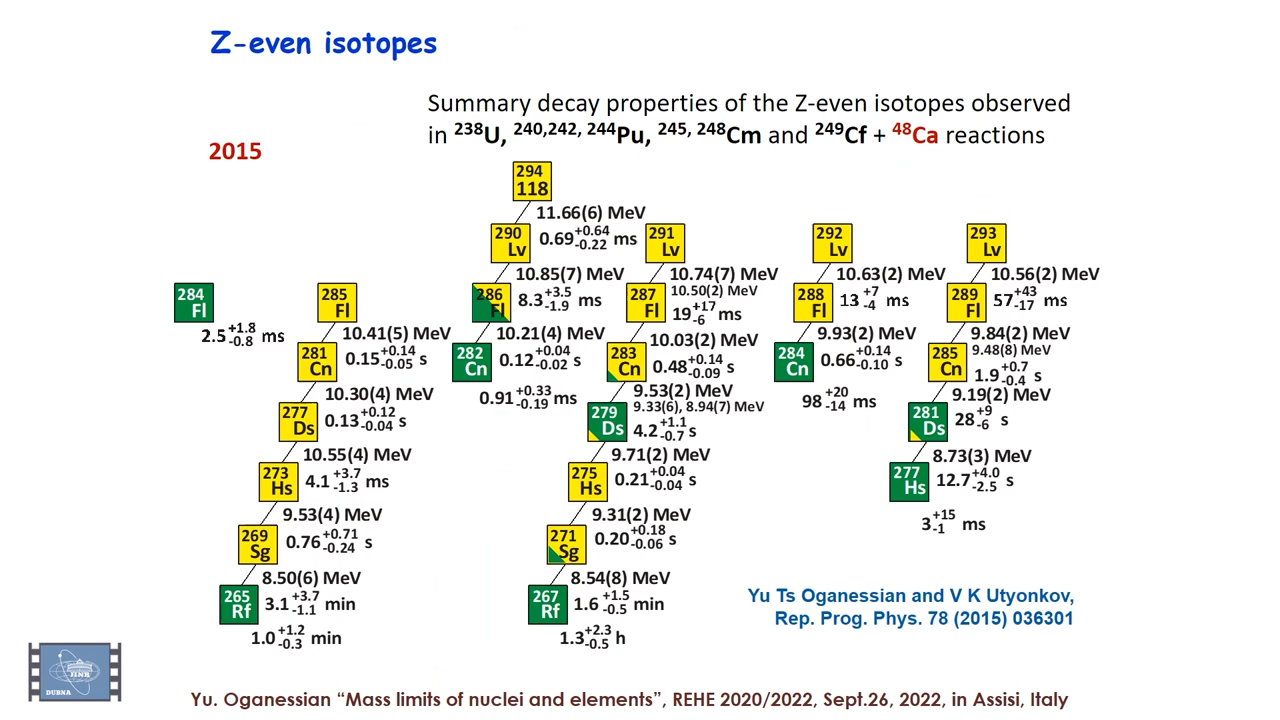 Z-even isotopes
Summary decay properties of the Z-even isotopes observed
in ²³⁸U, ²⁴⁰,²⁴², ²⁴⁴Pu, ²⁴⁵, ²⁴⁸Cm and ²⁴⁹Cf + ⁴⁸Ca reactions
2015
294
118
11.66(6) MeV
290
Lv
0.69 +0.64 -0.22 ms
291
Lv
292
Lv
293
Lv
10.85(7) MeV
10.74(7) MeV
10.50(2) MeV
10.63(2) MeV
10.56(2) MeV
284
Fl
2.5 +1.8 -0.8 ms
285
Fl
286
Fl
8.3 +3.5 -1.9 ms
287
Fl
19 +17 -6 ms
288
Fl
13 +7 -4 ms
289
Fl
57 +43 -17 ms
10.41(5) MeV
10.21(4) MeV
10.03(2) MeV
9.93(2) MeV
9.84(2) MeV
9.48(8) MeV
281
Cn
0.15 +0.14 -0.05 s
282
Cn
0.12 +0.04 -0.02 s
283
Cn
0.48 +0.14 -0.09 s
284
Cn
0.66 +0.14 -0.10 s
285
Cn
1.9 +0.7 -0.4 s
10.30(4) MeV
0.91 +0.33 -0.19 ms
9.53(2) MeV
9.33(6), 8.94(7) MeV
98 +20 -14 ms
9.19(2) MeV
277
Ds
0.13 +0.12 -0.04 s
279
Ds
4.2 +1.1 -0.7 s
281
Ds
28 +9 -6 s
10.55(4) MeV
9.71(2) MeV
8.73(3) MeV
273
Hs
4.1 +3.7 -1.3 ms
275
Hs
0.21 +0.04 -0.04 s
277
Hs
12.7 +4.0 -2.5 s
9.53(4) MeV
9.31(2) MeV
3 +15 -1 ms
269
Sg
0.76 +0.71 -0.24 s
271
Sg
0.20 +0.18 -0.06 s
8.50(6) MeV
8.54(8) MeV
265
Rf
3.1 +3.7 -1.1 min
267
Rf
1.6 +1.5 -0.5 min
1.0 +1.2 -0.3 min
1.3 +2.3 -0.5 h
Yu Ts Oganessian and V K Utyonkov,
Rep. Prog. Phys. 78 (2015) 036301
JINR
DUBNA
Yu. Oganessian “Mass limits of nuclei and elements”, REHE 2020/2022, Sept.26, 2022, in Assisi, Italy